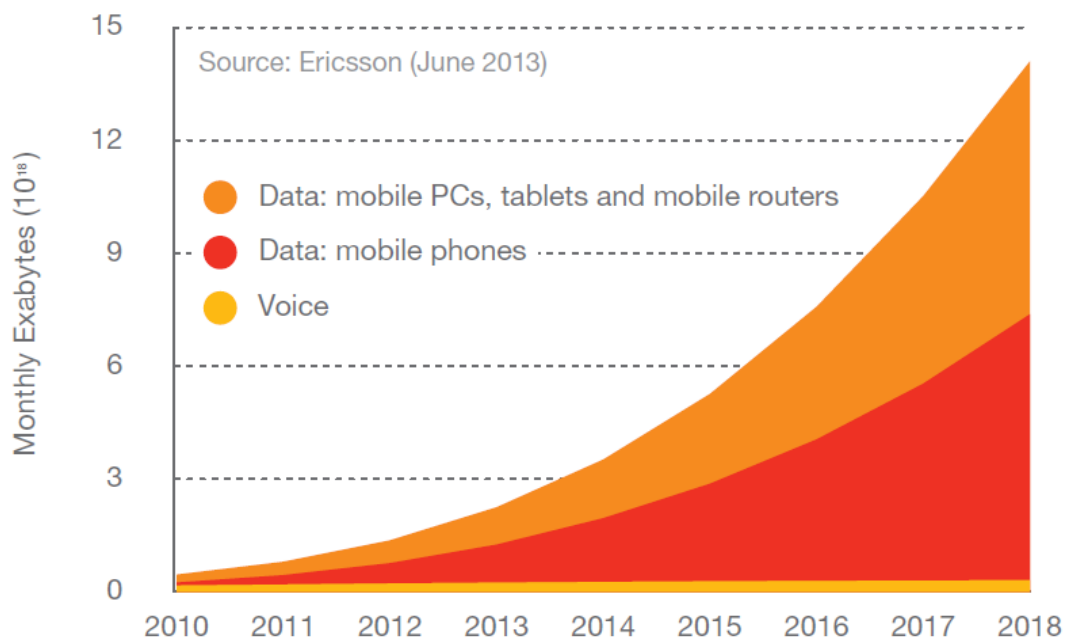 15
Source: Ericsson (June 2013)
12
Data: mobile PCs, tablets and mobile routers
9
Data: mobile phones
Voice
6
3
0
Monthly Exabytes (10¹⁸)
2010 2011 2012 2013 2014 2015 2016 2017 2018